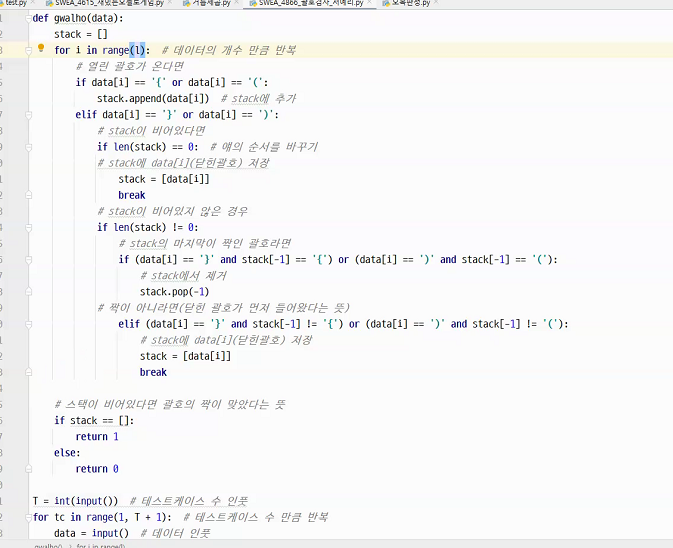 test.py SWEA_4615_재밌는오셀로게임.py 거듭제곱.py SWEA_4866_괄호검사_서예리.py 오목판정.py
def gwalho(data):
    stack = []
    for i in range(l):  # 데이터의 개수 만큼 반복
        # 열린 괄호가 온다면
        if data[i] == '{' or data[i] == '(':
            stack.append(data[i])  # stack에 추가
        elif data[i] == '}' or data[i] == ')':
            # stack이 비어있다면
            if len(stack) == 0:  # 얘의 순서를 바꾸기
            # stack에 data[i](닫힌괄호) 저장
                stack = [data[i]]
                break
            # stack이 비어있지 않은 경우
            if len(stack) != 0:
                # stack의 마지막이 짝인 괄호라면
                if (data[i] == '}' and stack[-1] == '{') or (data[i] == ')' and stack[-1] == '('):
                    # stack에서 제거
                    stack.pop(-1)
            # 짝이 아니라면(닫힌 괄호가 먼저 들어왔다는 뜻)
                elif (data[i] == '}' and stack[-1] != '{') or (data[i] == ')' and stack[-1] != '('):
                    # stack에 data[i](닫힌괄호) 저장
                    stack = [data[i]]
                    break
    # 스택이 비어있다면 괄호의 짝이 맞았다는 뜻
    if stack == []:
        return 1
    else:
        return 0
T = int(input())  # 테스트케이스 수 인풋
for tc in range(1, T + 1):  # 테스트케이스 수 만큼 반복
    data = input()  # 데이터 인풋
gwalho() for i in range(l)